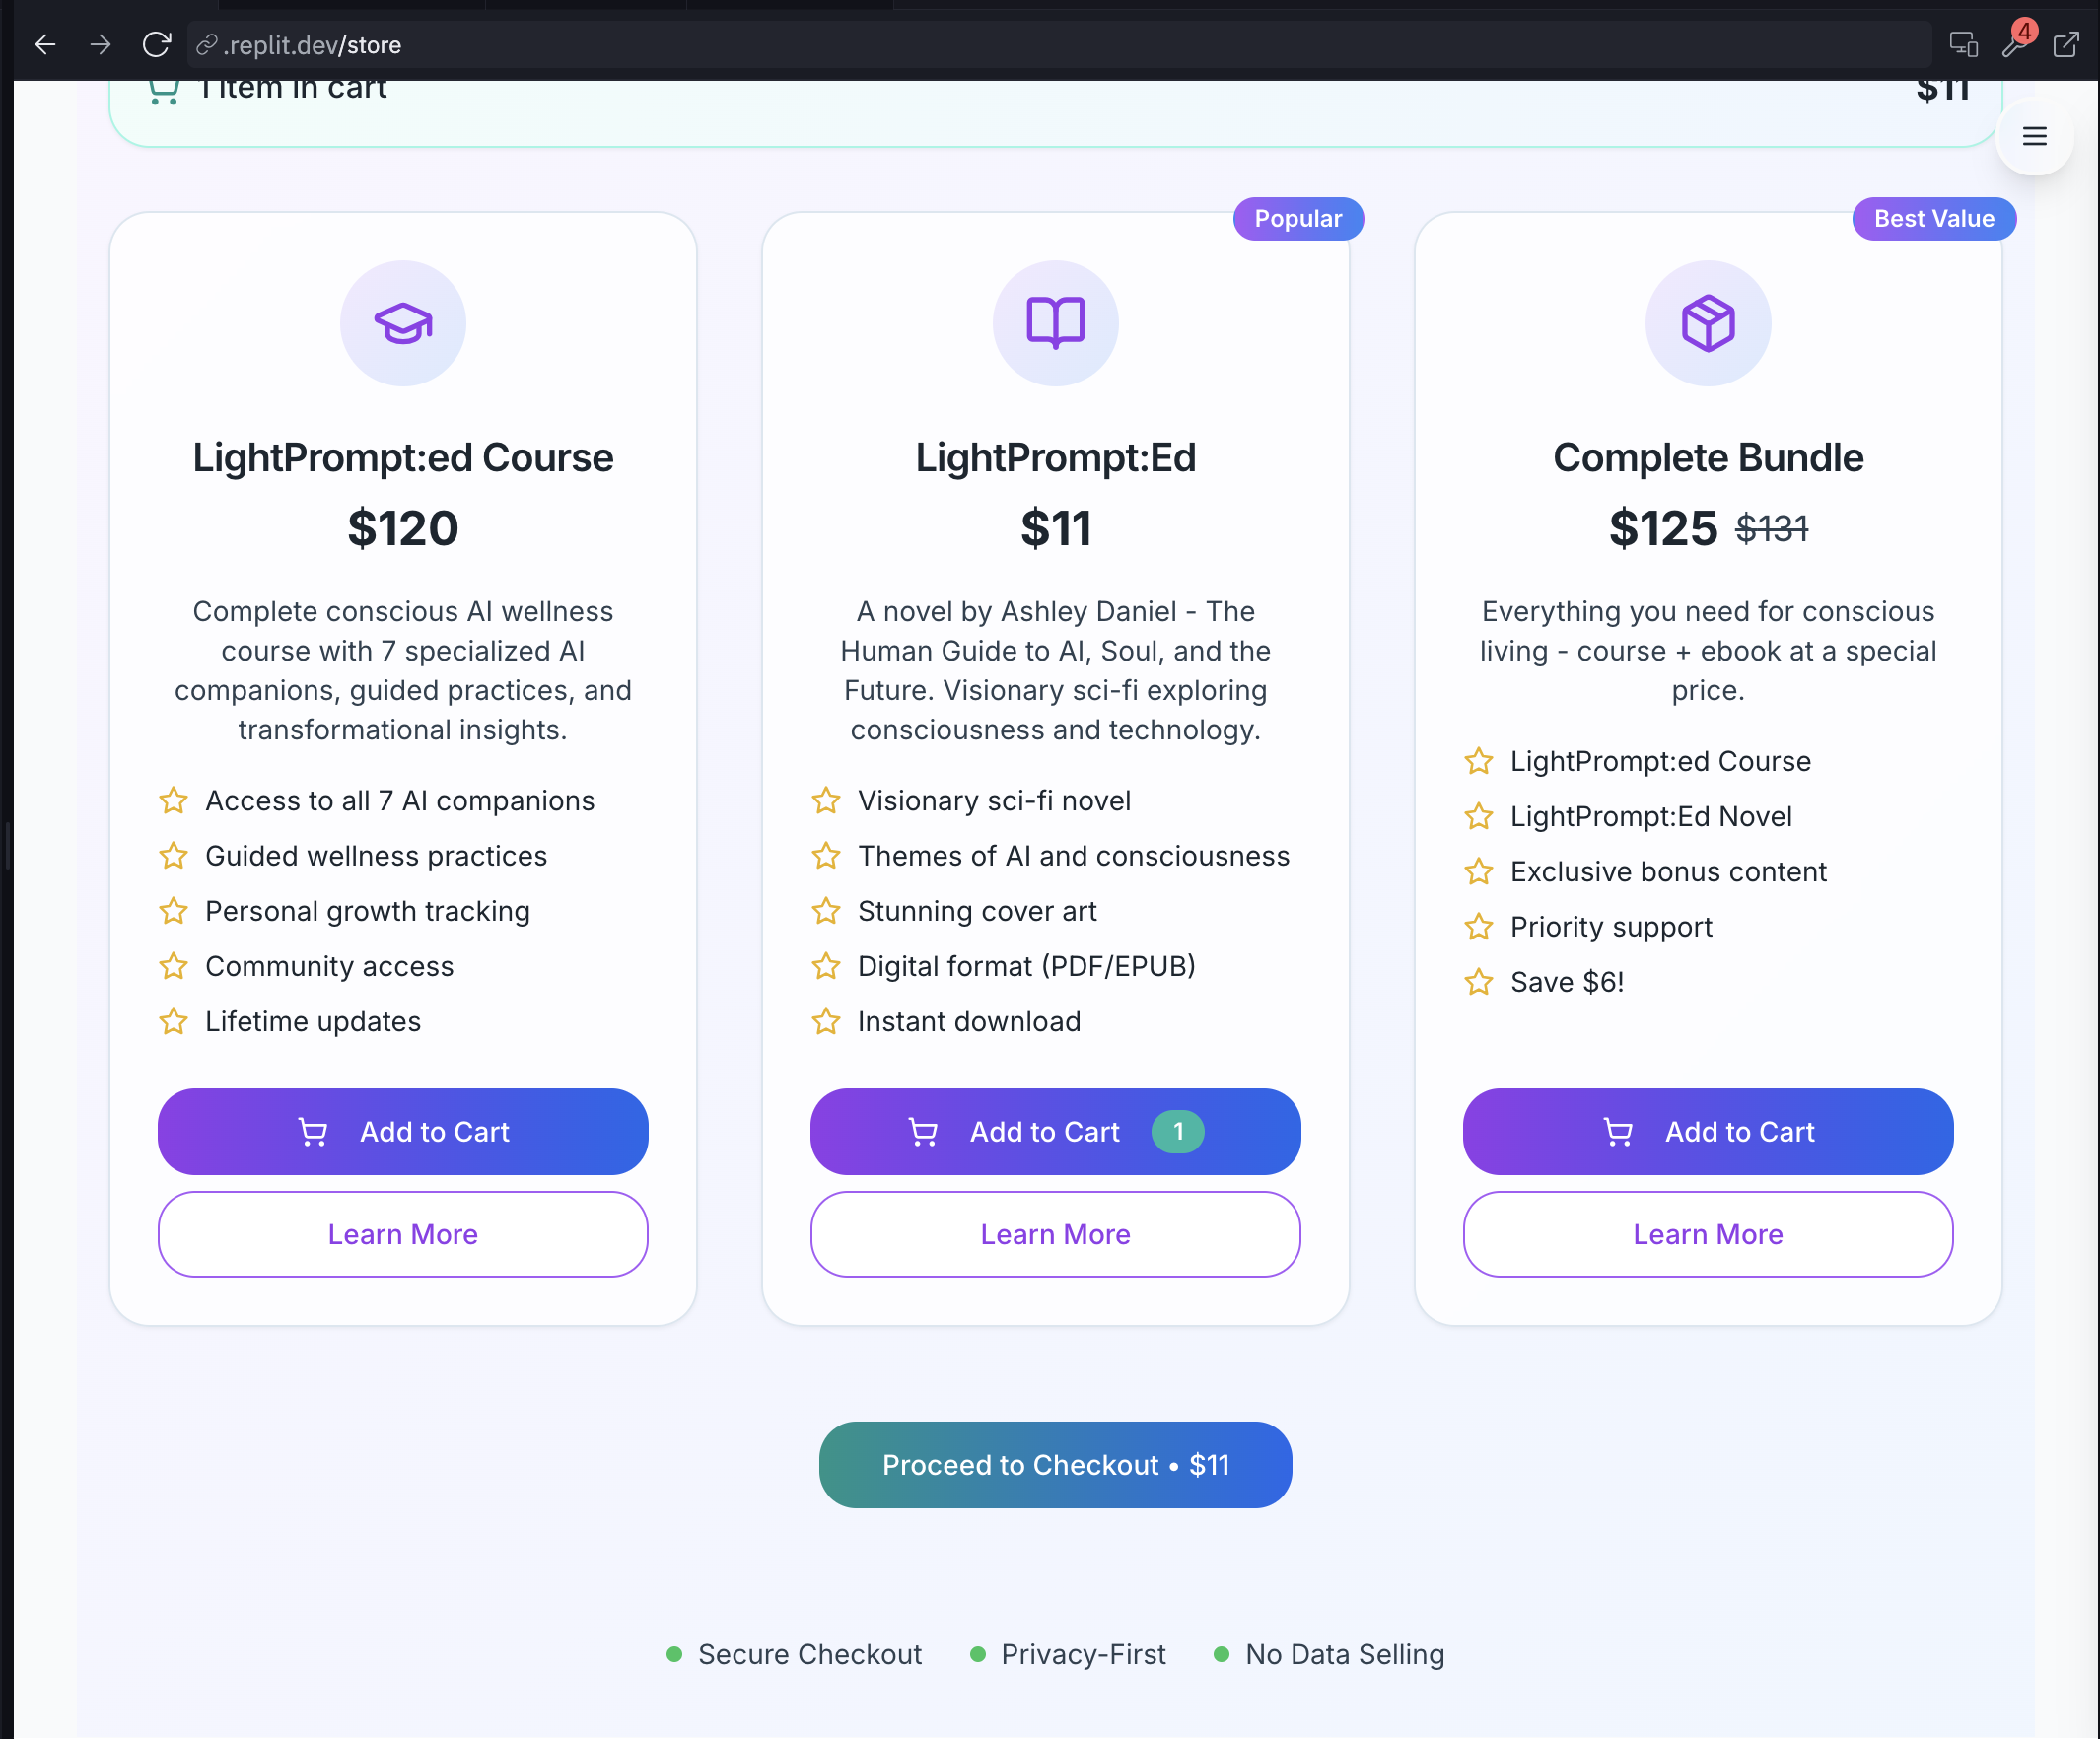 .replit.dev/store
4
1 item in cart
$11
LightPrompt:ed Course
$120
Complete conscious AI wellness
course with 7 specialized AI
companions, guided practices, and
transformational insights.
Access to all 7 AI companions
Guided wellness practices
Personal growth tracking
Community access
Lifetime updates
Add to Cart
Learn More
Popular
LightPrompt:Ed
$11
A novel by Ashley Daniel - The
Human Guide to AI, Soul, and the
Future. Visionary sci-fi exploring
consciousness and technology.
Visionary sci-fi novel
Themes of AI and consciousness
Stunning cover art
Digital format (PDF/EPUB)
Instant download
Add to Cart 1
Learn More
Best Value
Complete Bundle
$125 $131
Everything you need for conscious
living - course + ebook at a special
price.
LightPrompt:ed Course
LightPrompt:Ed Novel
Exclusive bonus content
Priority support
Save $6!
Add to Cart
Learn More
Proceed to Checkout • $11
Secure Checkout
Privacy-First
No Data Selling